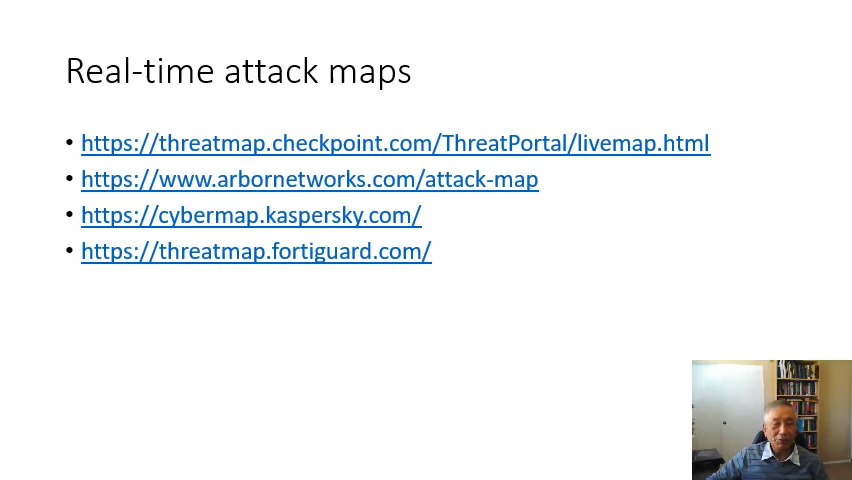 Real-time attack maps
• https://threatmap.checkpoint.com/ThreatPortal/livemap.html
• https://www.arbornetworks.com/attack-map
• https://cybermap.kaspersky.com/
• https://threatmap.fortiguard.com/